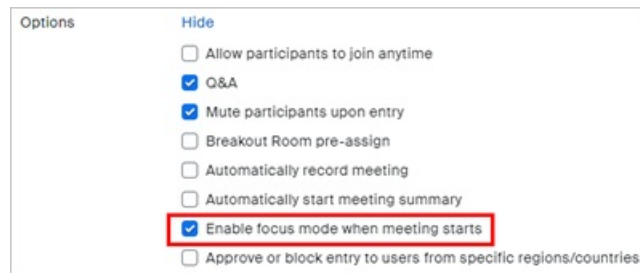 Options Hide
Allow participants to join anytime
Q&A
Mute participants upon entry
Breakout Room pre-assign
Automatically record meeting
Automatically start meeting summary
Enable focus mode when meeting starts
Approve or block entry to users from specific regions/countries